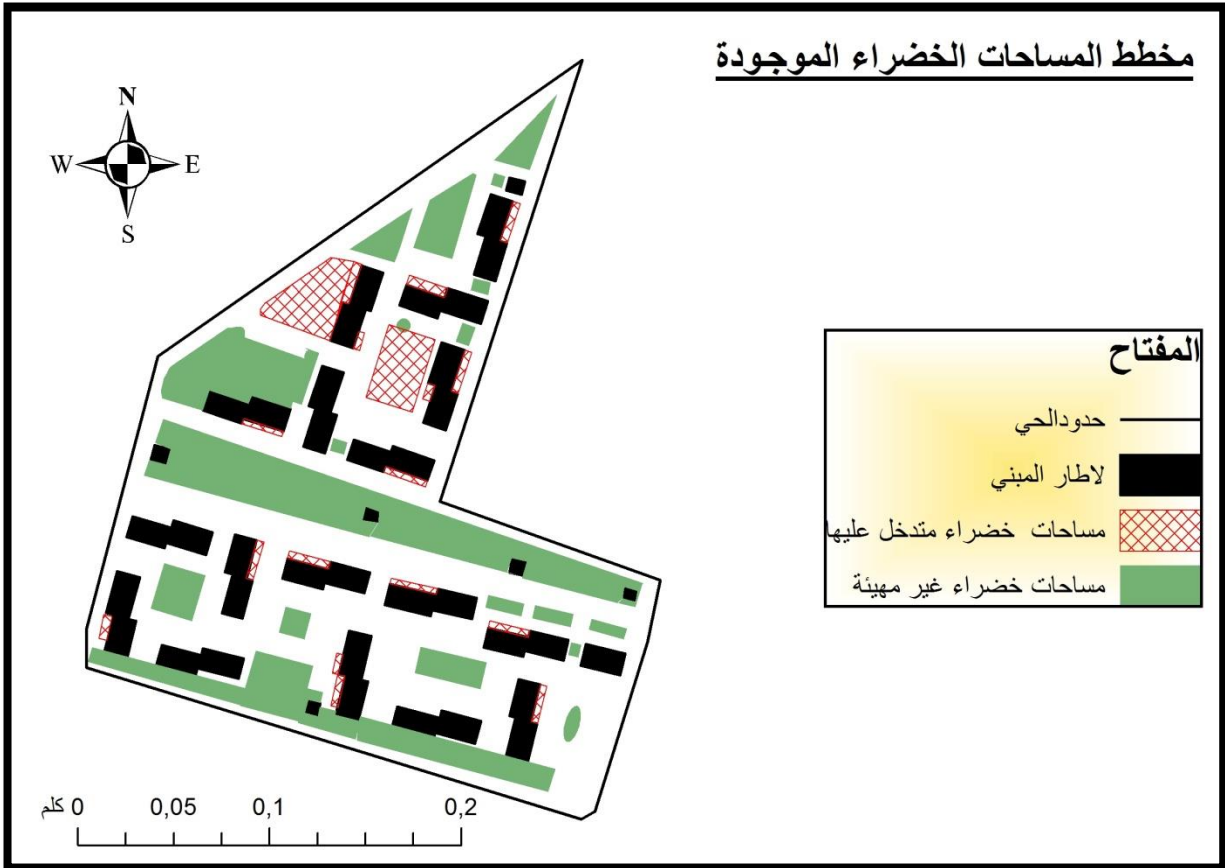 مخطط المساحات الخضراء الموجودة
N
W E
S
المفتاح
حدودالحي
لاطار المبني
مساحات خضراء متدخل عليها
مساحات خضراء غير مهيئة
0 0,05 0,1 0,2 كلم